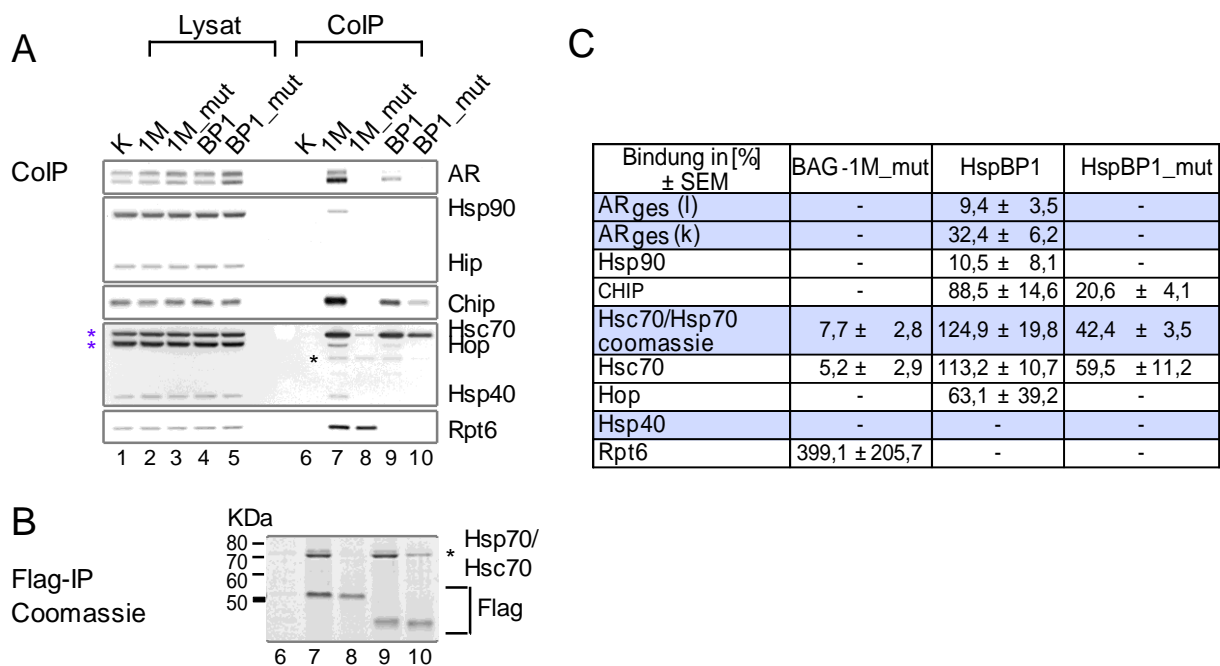 A
Lysat
CoIP
K
1M
1M_mut
BP1
BP1_mut
K
1M
1M_mut
BP1
BP1_mut
CoIP
AR
Hsp90
Hip
Chip
*
Hsc70
*
Hop
*
Hsp40
Rpt6
1 2 3 4 5 6 7 8 9 10
B
KDa
80
70
60
50
Flag-IP
Coomassie
* Hsp70/
Hsc70
Flag
6 7 8 9 10
C
Bindung in [%]
± SEM
BAG-1M_mut
HspBP1
HspBP1_mut
ARges (l) - 9,4 ± 3,5 -
ARges (k) - 32,4 ± 6,2 -
Hsp90 - 10,5 ± 8,1 -
CHIP - 88,5 ± 14,6 20,6 ± 4,1
Hsc70/Hsp70
coomassie
7,7 ± 2,8 124,9 ± 19,8 42,4 ± 3,5
Hsc70 5,2 ± 2,9 113,2 ± 10,7 59,5 ± 11,2
Hop - 63,1 ± 39,2 -
Hsp40 - - -
Rpt6 399,1 ± 205,7 - -